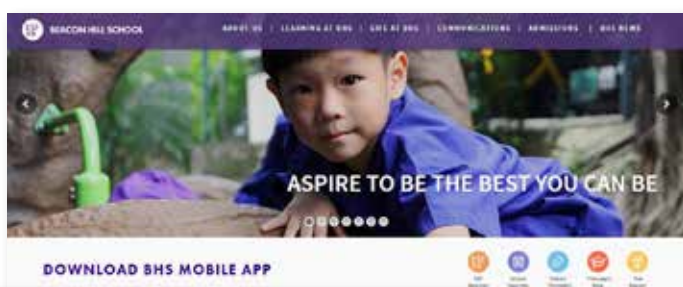 BEACON HILL SCHOOL
ABOUT US | LEARNING AT BHS | LIFE AT BHS | COMMUNICATIONS | ADMISSIONS | BHS NEWS
ASPIRE TO BE THE BEST YOU CAN BE
DOWNLOAD BHS MOBILE APP